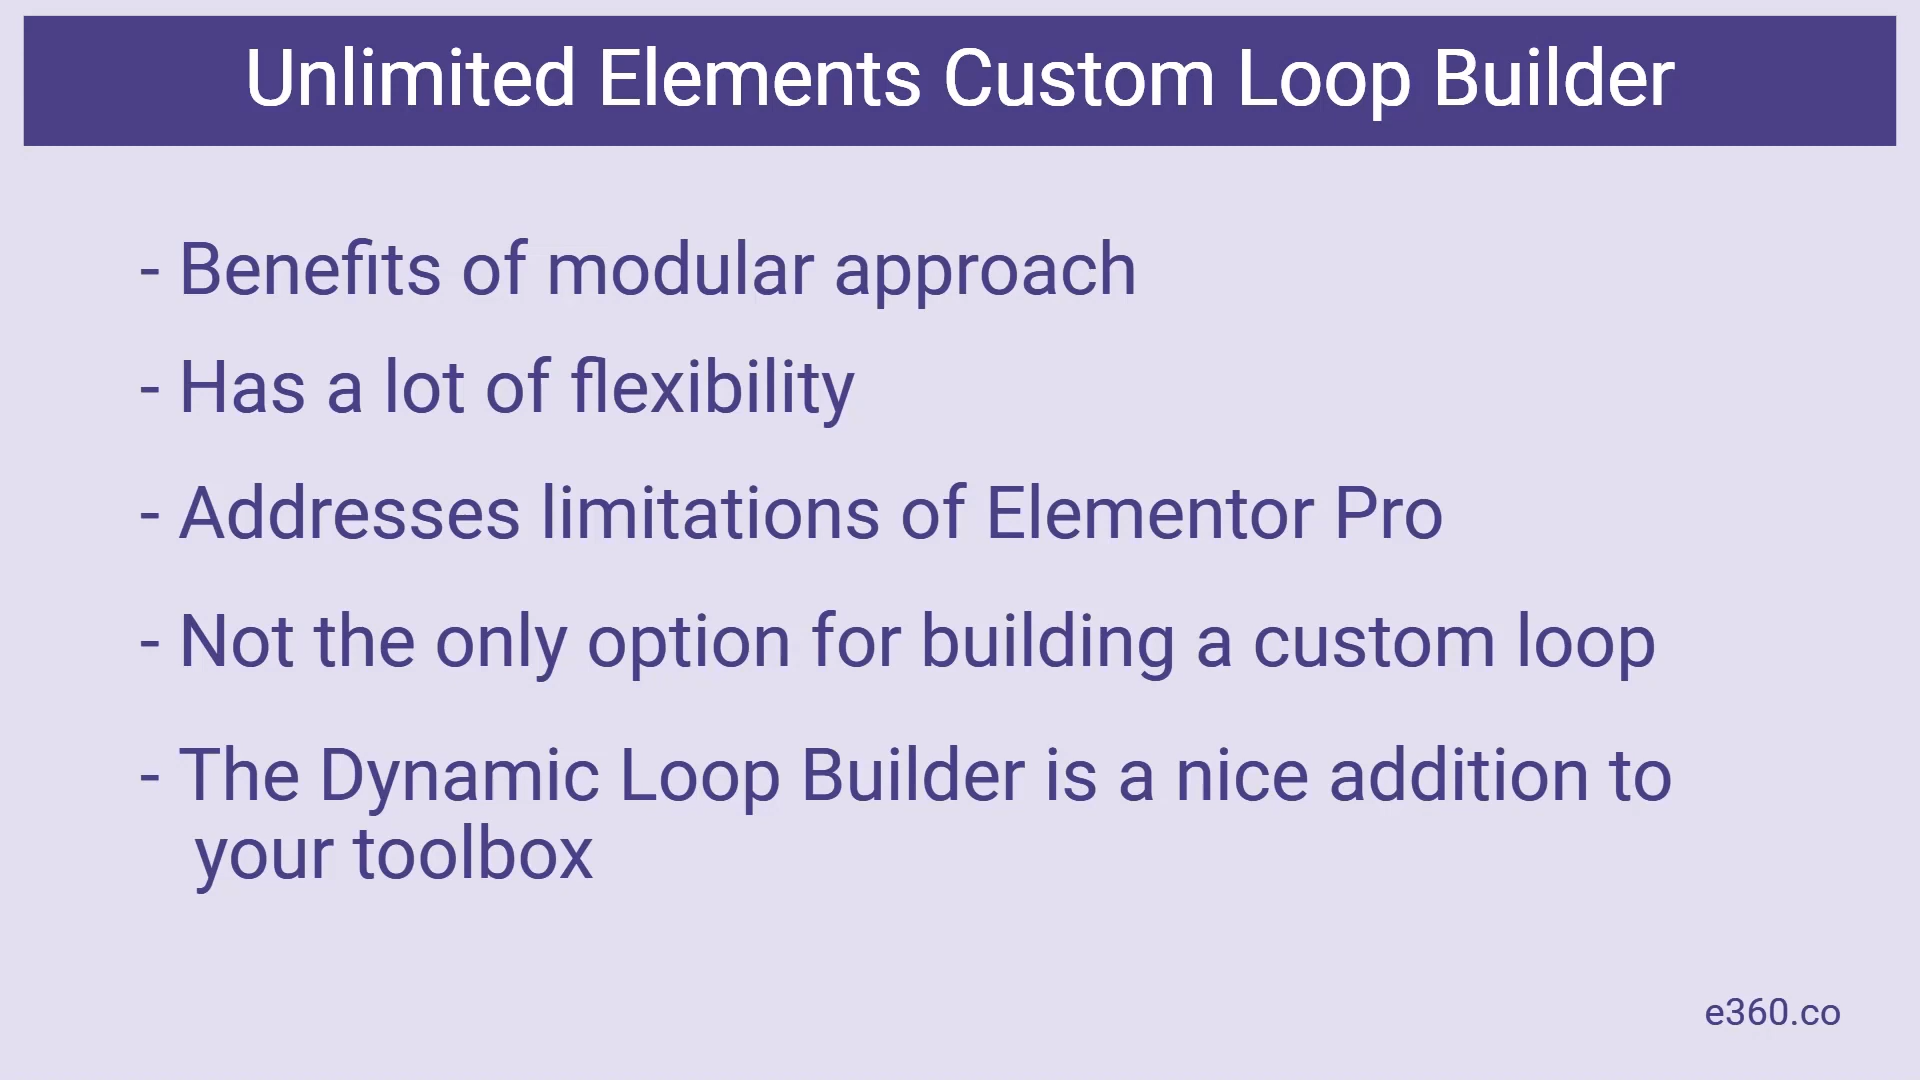 Unlimited Elements Custom Loop Builder
- Benefits of modular approach
- Has a lot of flexibility
- Addresses limitations of Elementor Pro
- Not the only option for building a custom loop
- The Dynamic Loop Builder is a nice addition to
your toolbox
e360.co